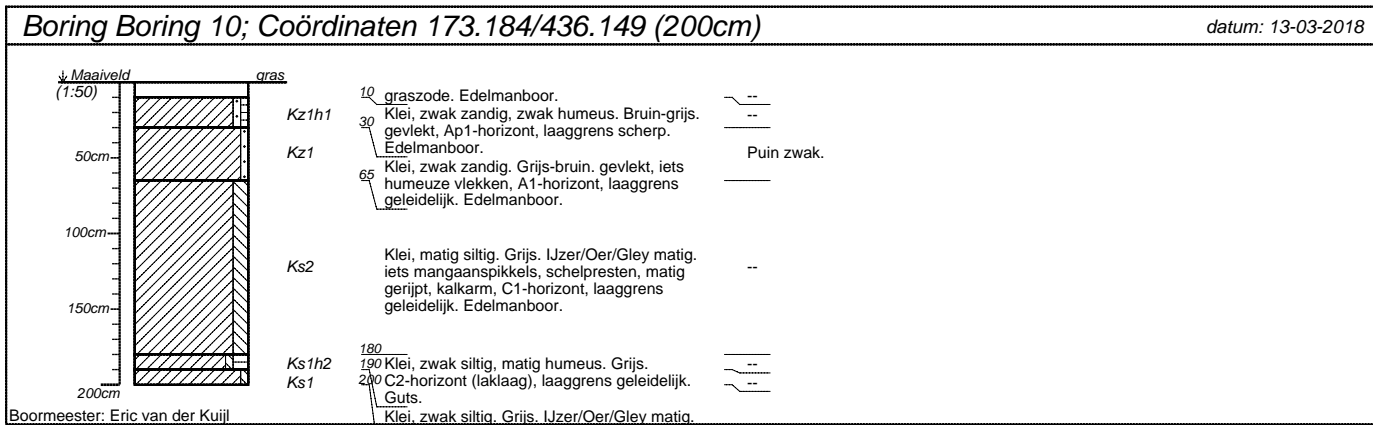 Boring Boring 10; Coördinaten 173.184/436.149 (200cm)
datum: 13-03-2018
Maaiveld
gras
(1:50)
10
graszode. Edelmanboor.
--
Kz1h1
Klei, zwak zandig, zwak humeus. Bruin-grijs.
gevlekt, Ap1-horizont, laaggrens scherp.
Edelmanboor.
--
30
50cm
Kz1
Klei, zwak zandig. Grijs-bruin. gevlekt, iets
humeuze vlekken, A1-horizont, laaggrens
geleidelijk. Edelmanboor.
Puin zwak.
65
100cm
Ks2
Klei, matig siltig. Grijs. IJzer/Oer/Gley matig.
iets mangaanspikkels, schelpresten, matig
gerijpt, kalkarm, C1-horizont, laaggrens
geleidelijk. Edelmanboor.
--
150cm
180
Ks1h2
190
Klei, zwak siltig, matig humeus. Grijs.
C2-horizont (laklaag), laaggrens geleidelijk.
Guts.
--
Ks1
200
--
200cm
Klei, zwak siltig. Grijs. IJzer/Oer/Gley matig.
Boormeester: Eric van der Kuijl